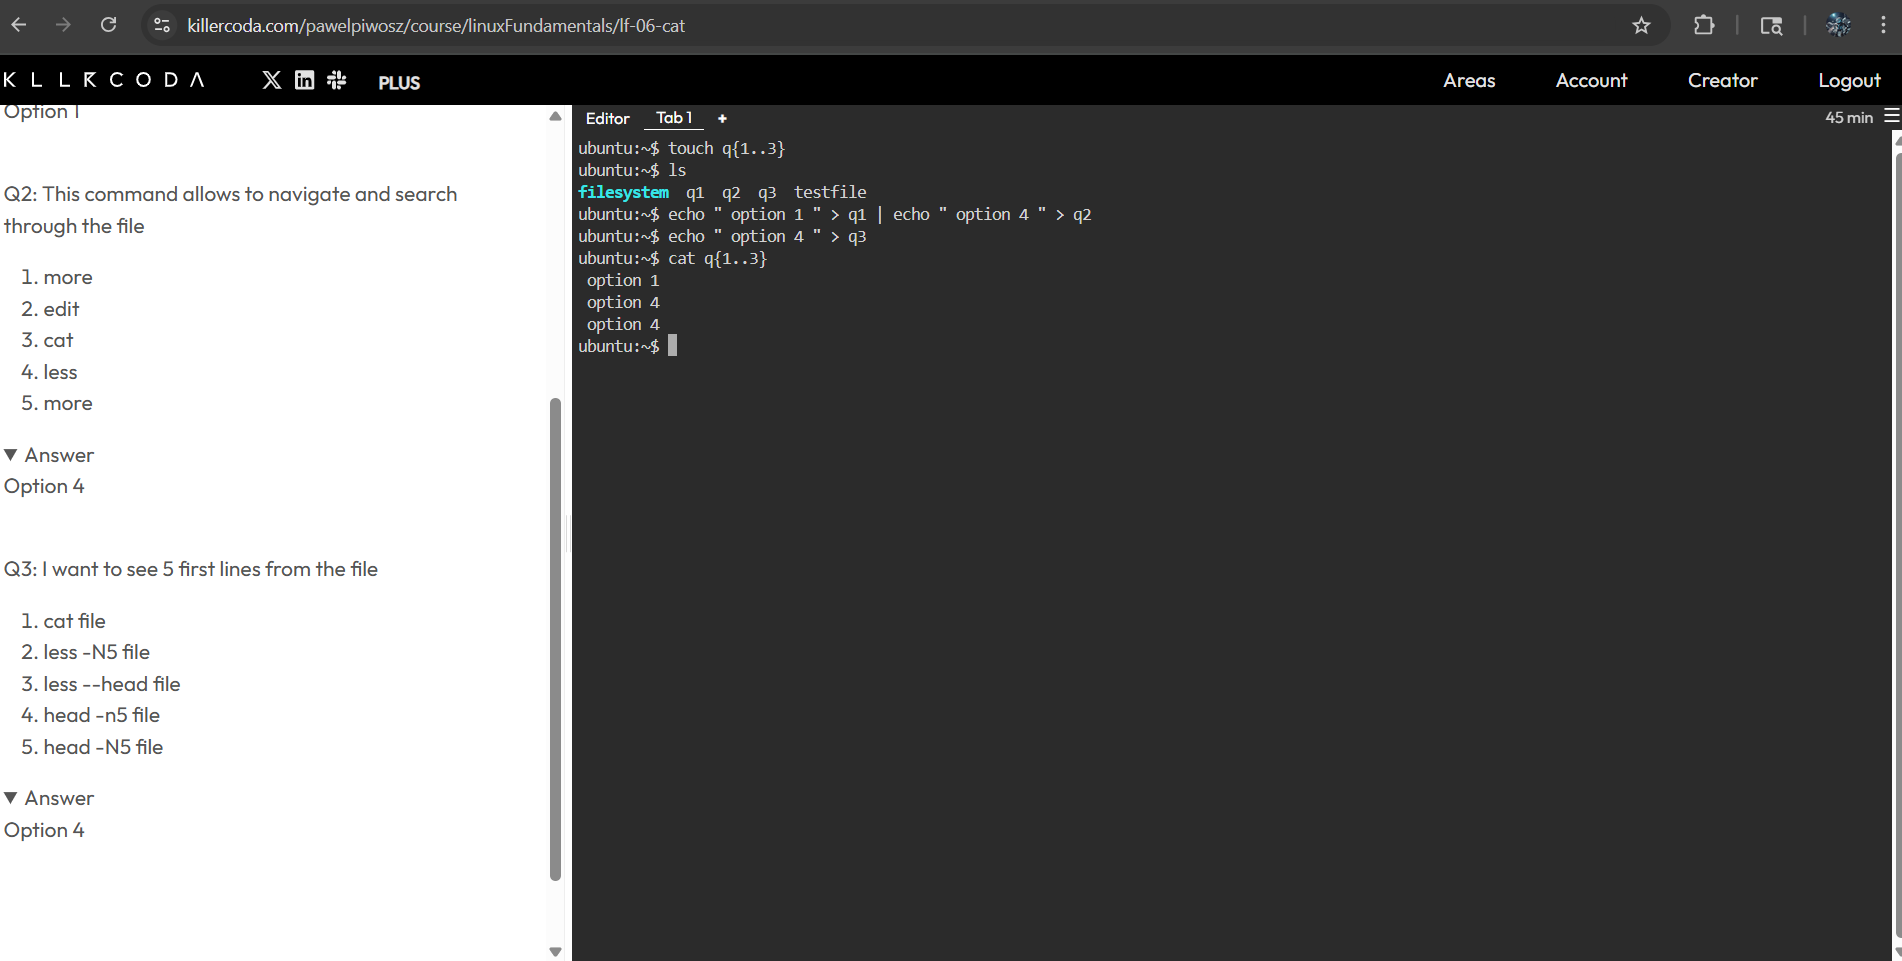 killercoda.com/pawelpiwosz/course/linuxFundamentals/lf-06-cat
KLLRCODA PLUS Areas Account Creator Logout
Option 1
Q2: This command allows to navigate and search
through the file
1. more
2. edit
3. cat
4. less
5. more
▼ Answer
Option 4
Q3: I want to see 5 first lines from the file
1. cat file
2. less -N5 file
3. less --head file
4. head -n5 file
5. head -N5 file
▼ Answer
Option 4
Editor Tab 1 + 45 min
ubuntu:~$ touch q{1..3}
ubuntu:~$ ls
filesystem q1 q2 q3 testfile
ubuntu:~$ echo " option 1 " > q1 | echo " option 4 " > q2
ubuntu:~$ echo " option 4 " > q3
ubuntu:~$ cat q{1..3}
option 1
option 4
option 4
ubuntu:~$